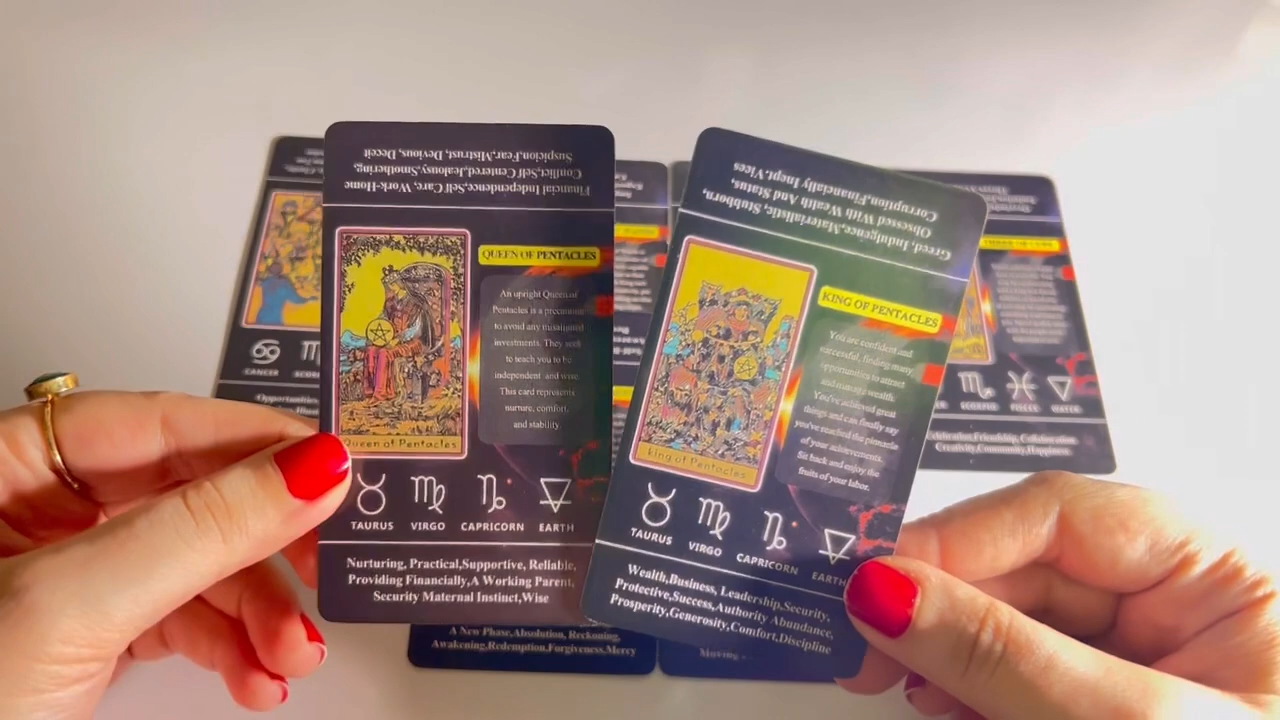 Financial Independence,Self Care, Work-Home
Conflict,Self Centered,Jealousy,Smothering,
Suspicion,Fear,Mistrust, Devious, Deceit
QUEEN OF PENTACLES
An upright Queen of
Pentacles is a
to avoid any misaligned
investments. They seek
to teach you to be
independent and wise.
This card represents
nurture, comfort,
and stability.
Queen of Pentacles
TAURUS VIRGO CAPRICORN EARTH
Nurturing, Practical,Supportive, Reliable,
Providing Financially,A Working Parent,
Security Maternal Instinct,Wise
Greed, Indulgence,Materialistic, Stubborn,
Obsessed With Wealth And Status,
Corruption,Financially Inept,Vices
KING OF PENTACLES
You are confident and
successful, finding many
opportunities to attract
and manage wealth.
You've achieved great
things and can finally say
you've reached the pinnacle
of your achievements.
Sit back and enjoy the
fruits of your labor.
King of Pentacles
TAURUS VIRGO CAPRICORN EARTH
Wealth,Business, Leadership,Security,
Protective,Success,Authority Abundance,
Prosperity,Generosity,Comfort,Discipline
CANCER
Opportunities,
SCORPIO PISCES WATER
Celebration,Friendship, Collaboration
Creativity,Community,Happiness
A New Phase,Absolution, Reckoning,
Awakening,Redemption,Forgiveness,Mercy
Moving